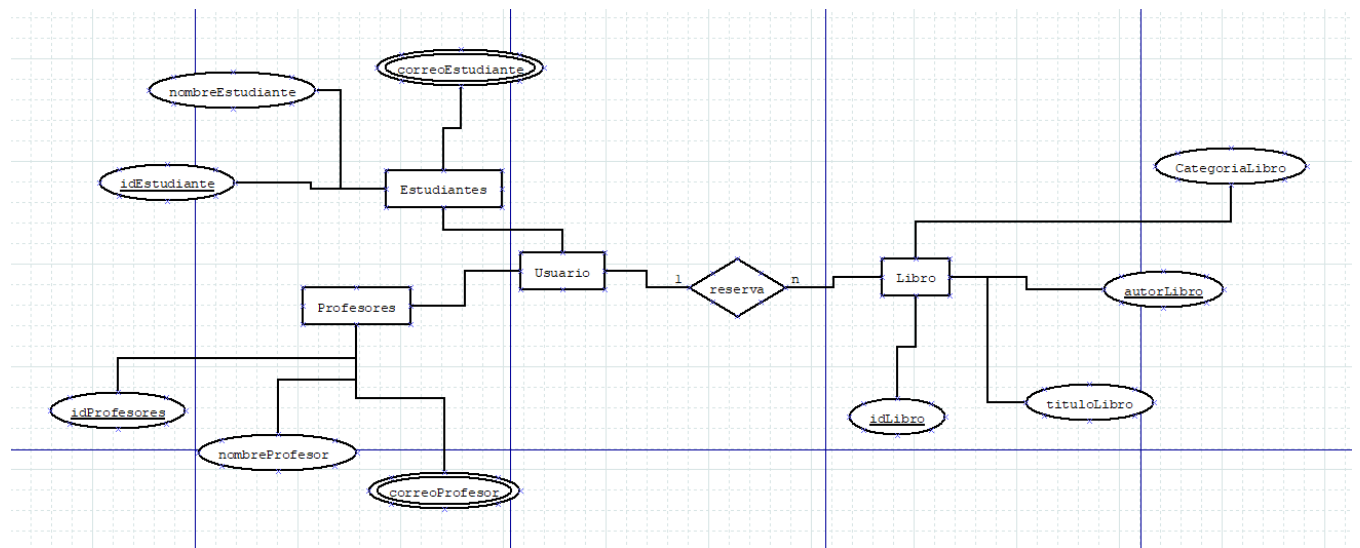 correoEstudiante
nombreEstudiante
idEstudiante
Estudiantes
CategoriaLibro
Usuario
1
reserva
n
Libro
autorLibro
Profesores
idProfesores
nombreProfesor
correoProfesor
idLibro
tituloLibro